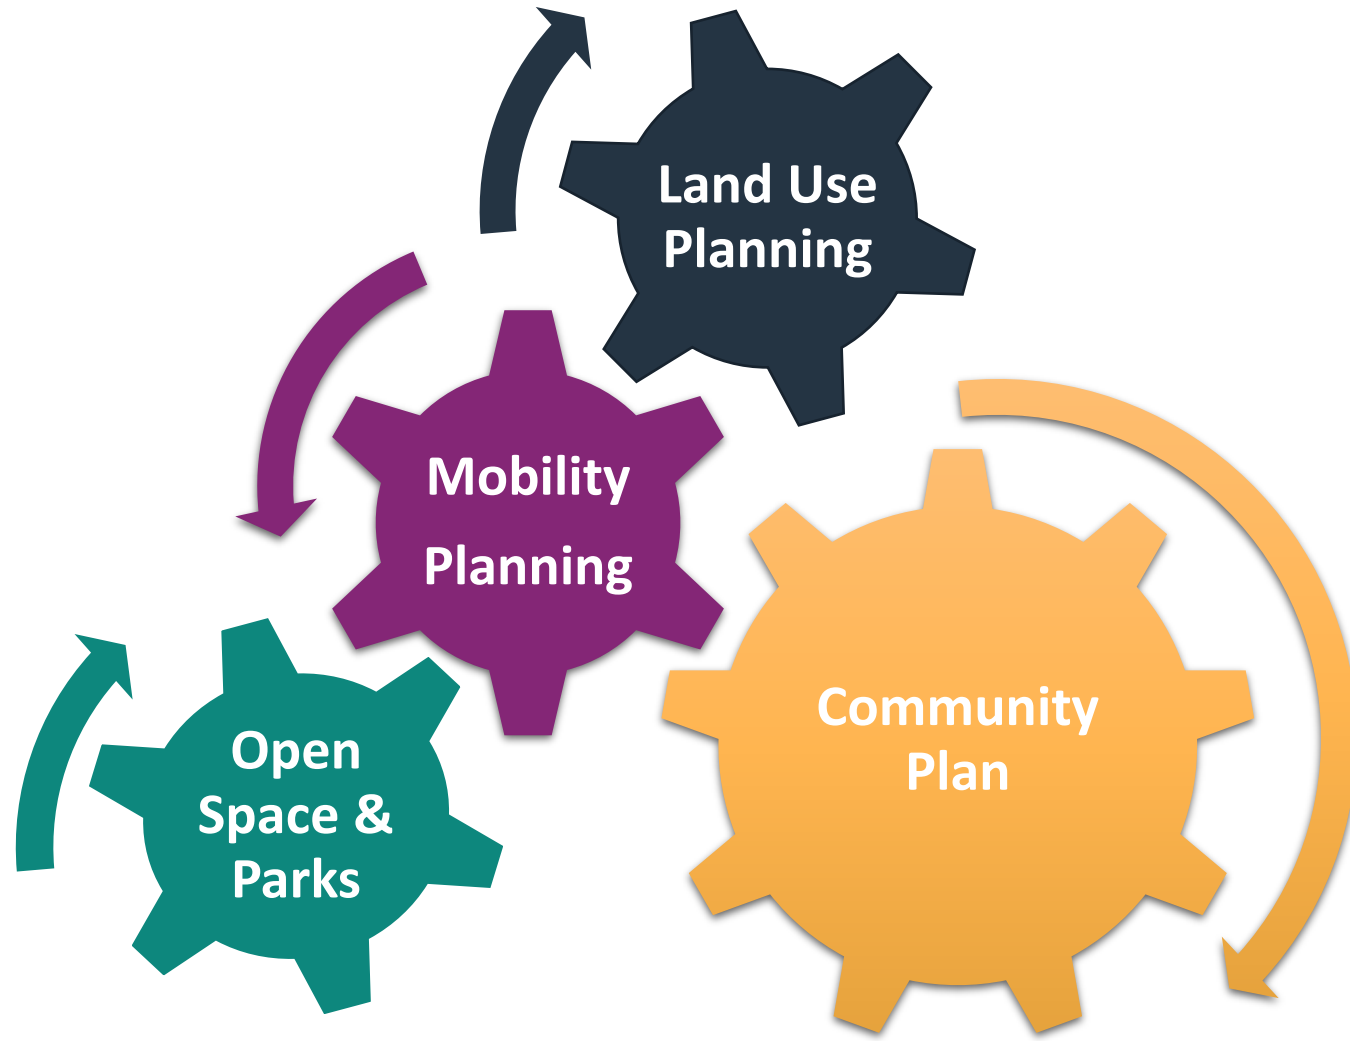 Land Use
Planning
Mobility
Planning
Open
Space &
Parks
Community
Plan